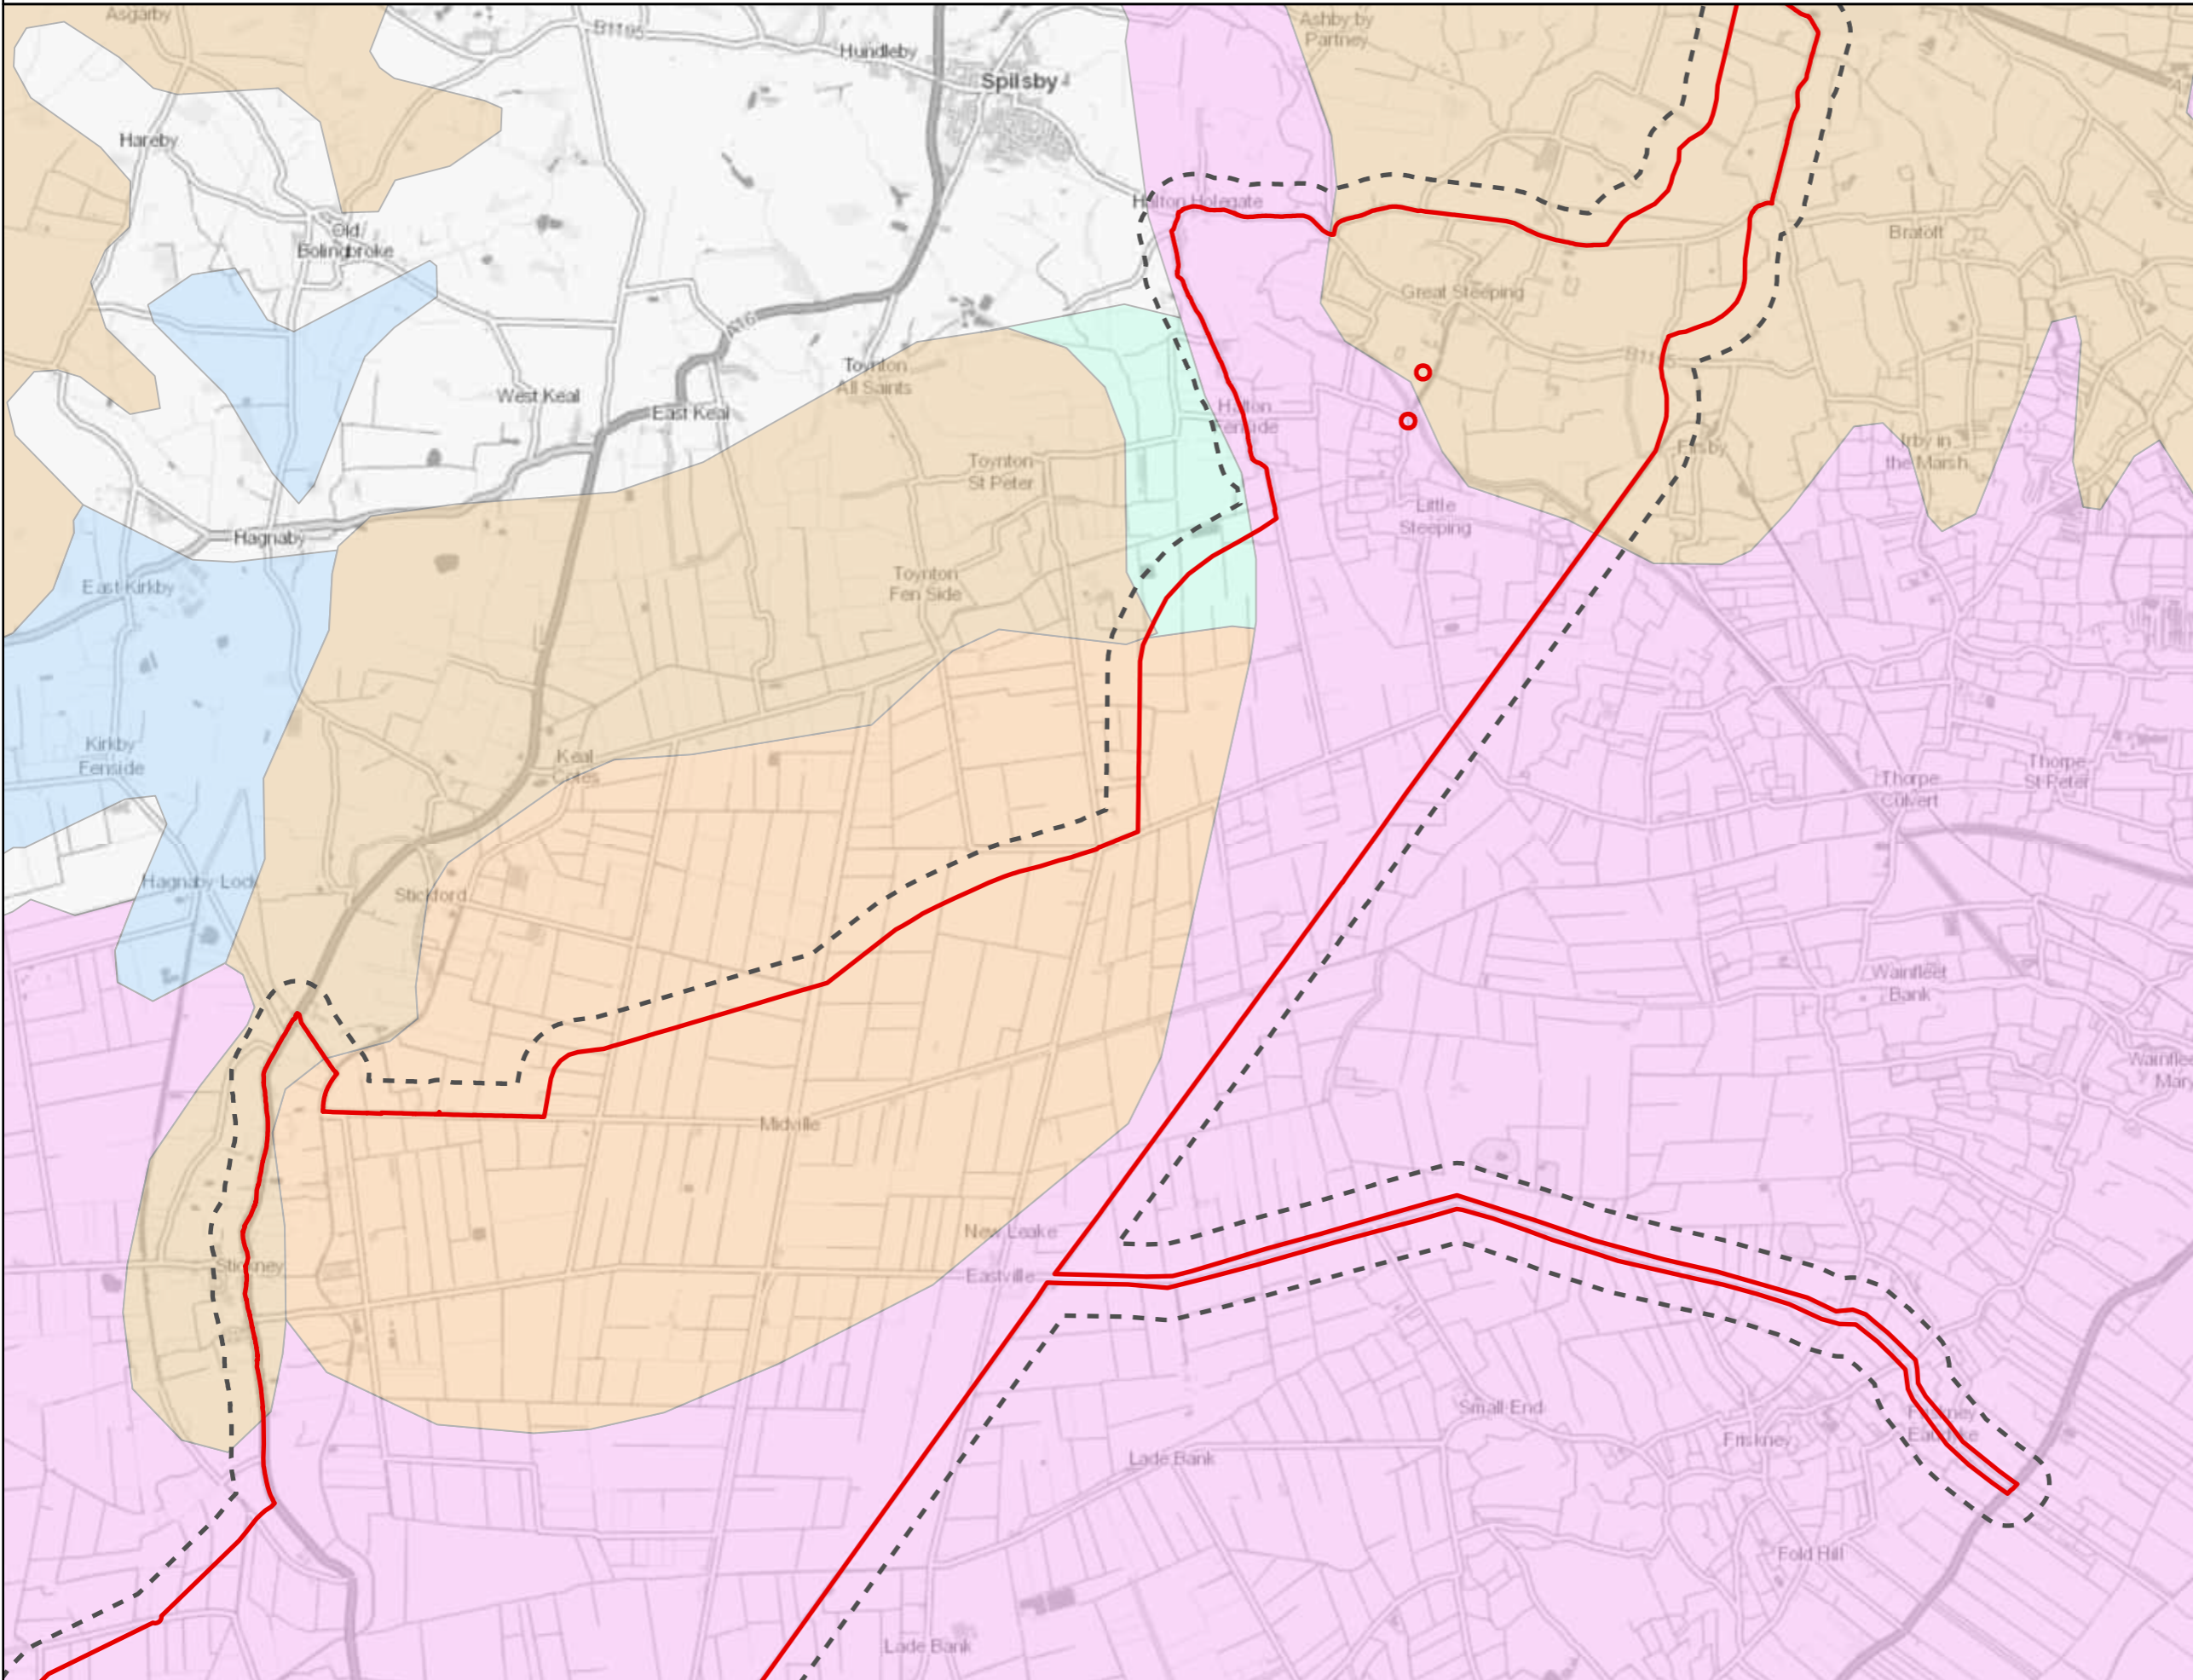 Asgarby
B1195
Hundleby
Spilsby
Ashby by
Partney
Hareby
Halton Holegate
Old
Bolingbroke
Bratoft
Great Steeping
A16
Toynton
All Saints
West Keal
East Keal
Halton
Fenside
B1195
Firsby
Irby in
the Marsh
Toynton
St Peter
Little
Steeping
Hagnaby
East Kirkby
Toynton
Fen Side
Kirkby
Fenside
Keal
Cotes
Thorpe
Culvert
Thorpe
St Peter
Hagnaby Lock
Stickford
Wainfleet
Bank
Midville
New Leake
Stickney
Eastville
Small End
Friskney
Friskney
Eaudyke
Lade Bank
Fold Hill
Lade Bank